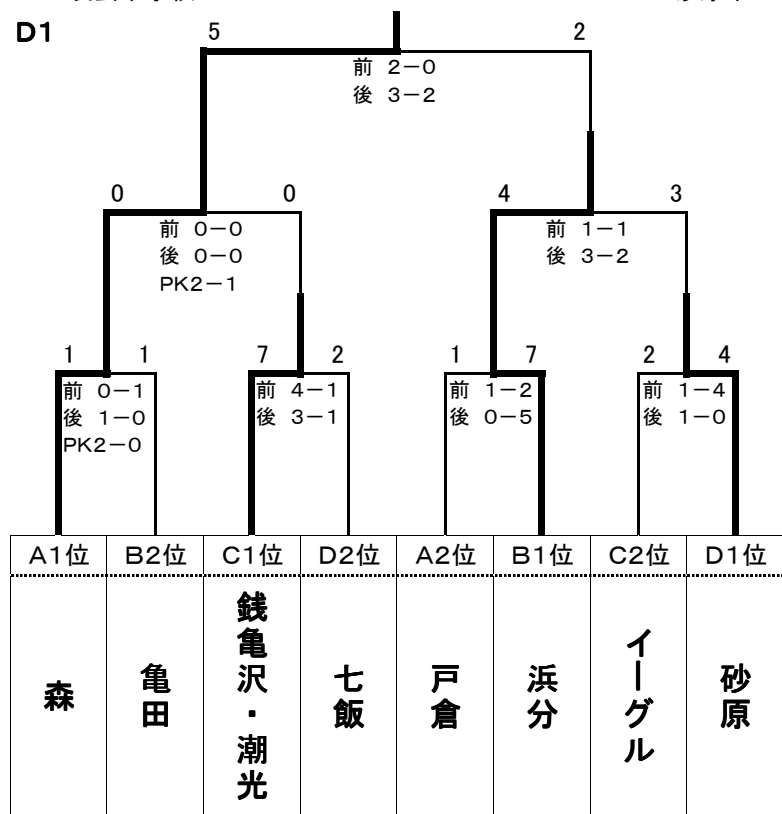 D1
5 2
前 2-0
後 3-2
0 0 4 3
前 0-0 前 1-1
後 0-0 後 3-2
PK2-1
1 1 7 2 1 7 2 4
前 0-1 前 4-1 前 1-2 前 1-4
後 1-0 後 3-1 後 0-5 後 1-0
PK2-0
A1位 B2位 C1位 D2位 A2位 B1位 C2位 D1位
森
亀田
銭亀沢・潮光
七飯
戸倉
浜分
イーグル
砂原